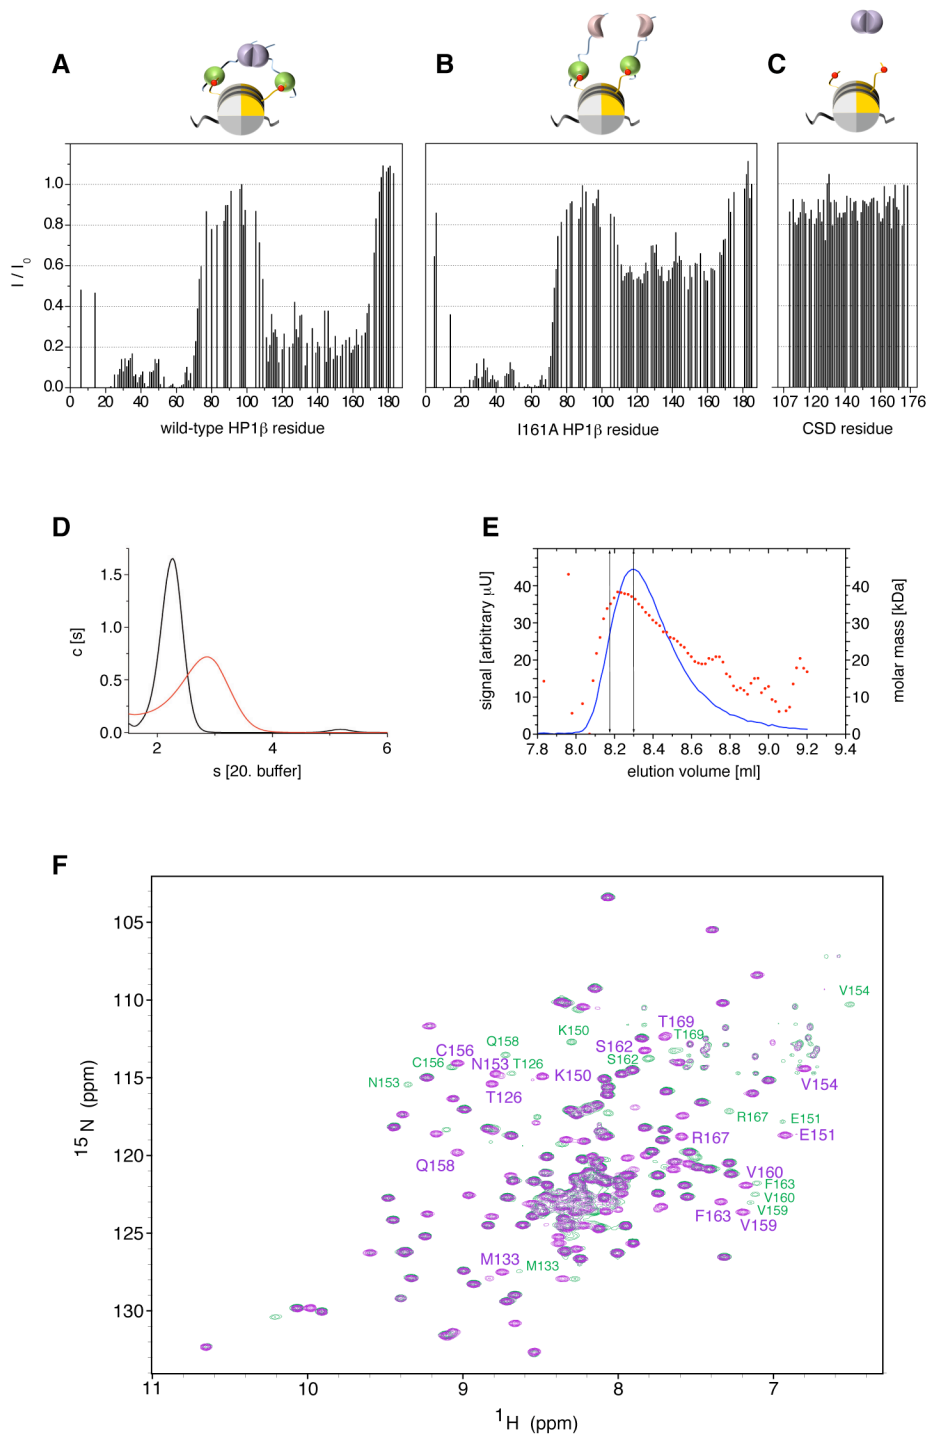 A
B
C
I / I0
1.0
0.8
0.6
0.4
0.2
0.0
0 20 40 60 80 100 120 140 160 180
wild-type HP1β residue
0 20 40 60 80 100 120 140 160 180
I161A HP1β residue
107 120 140 160 176
CSD residue
D
c [s]
1.5
1.0
0.5
0.0
2 4 6
s [20. buffer]
E
signal [arbitrary µU]
40
30
20
10
0
7.8 8.0 8.2 8.4 8.6 8.8 9.0 9.2 9.4
elution volume [ml]
40
30
20
10
0
molar mass [kDa]
F
15N (ppm)
105
110
115
120
125
130
V154
K150
T169
T169
Q158
S162
S162
C156
C156
T126
N153
K150
V154
N153
T126
R167
E151
R167
E151
Q158
V160
F163
V160
F163
V159
V159
M133
M133
11 10 9 8 7
1H (ppm)